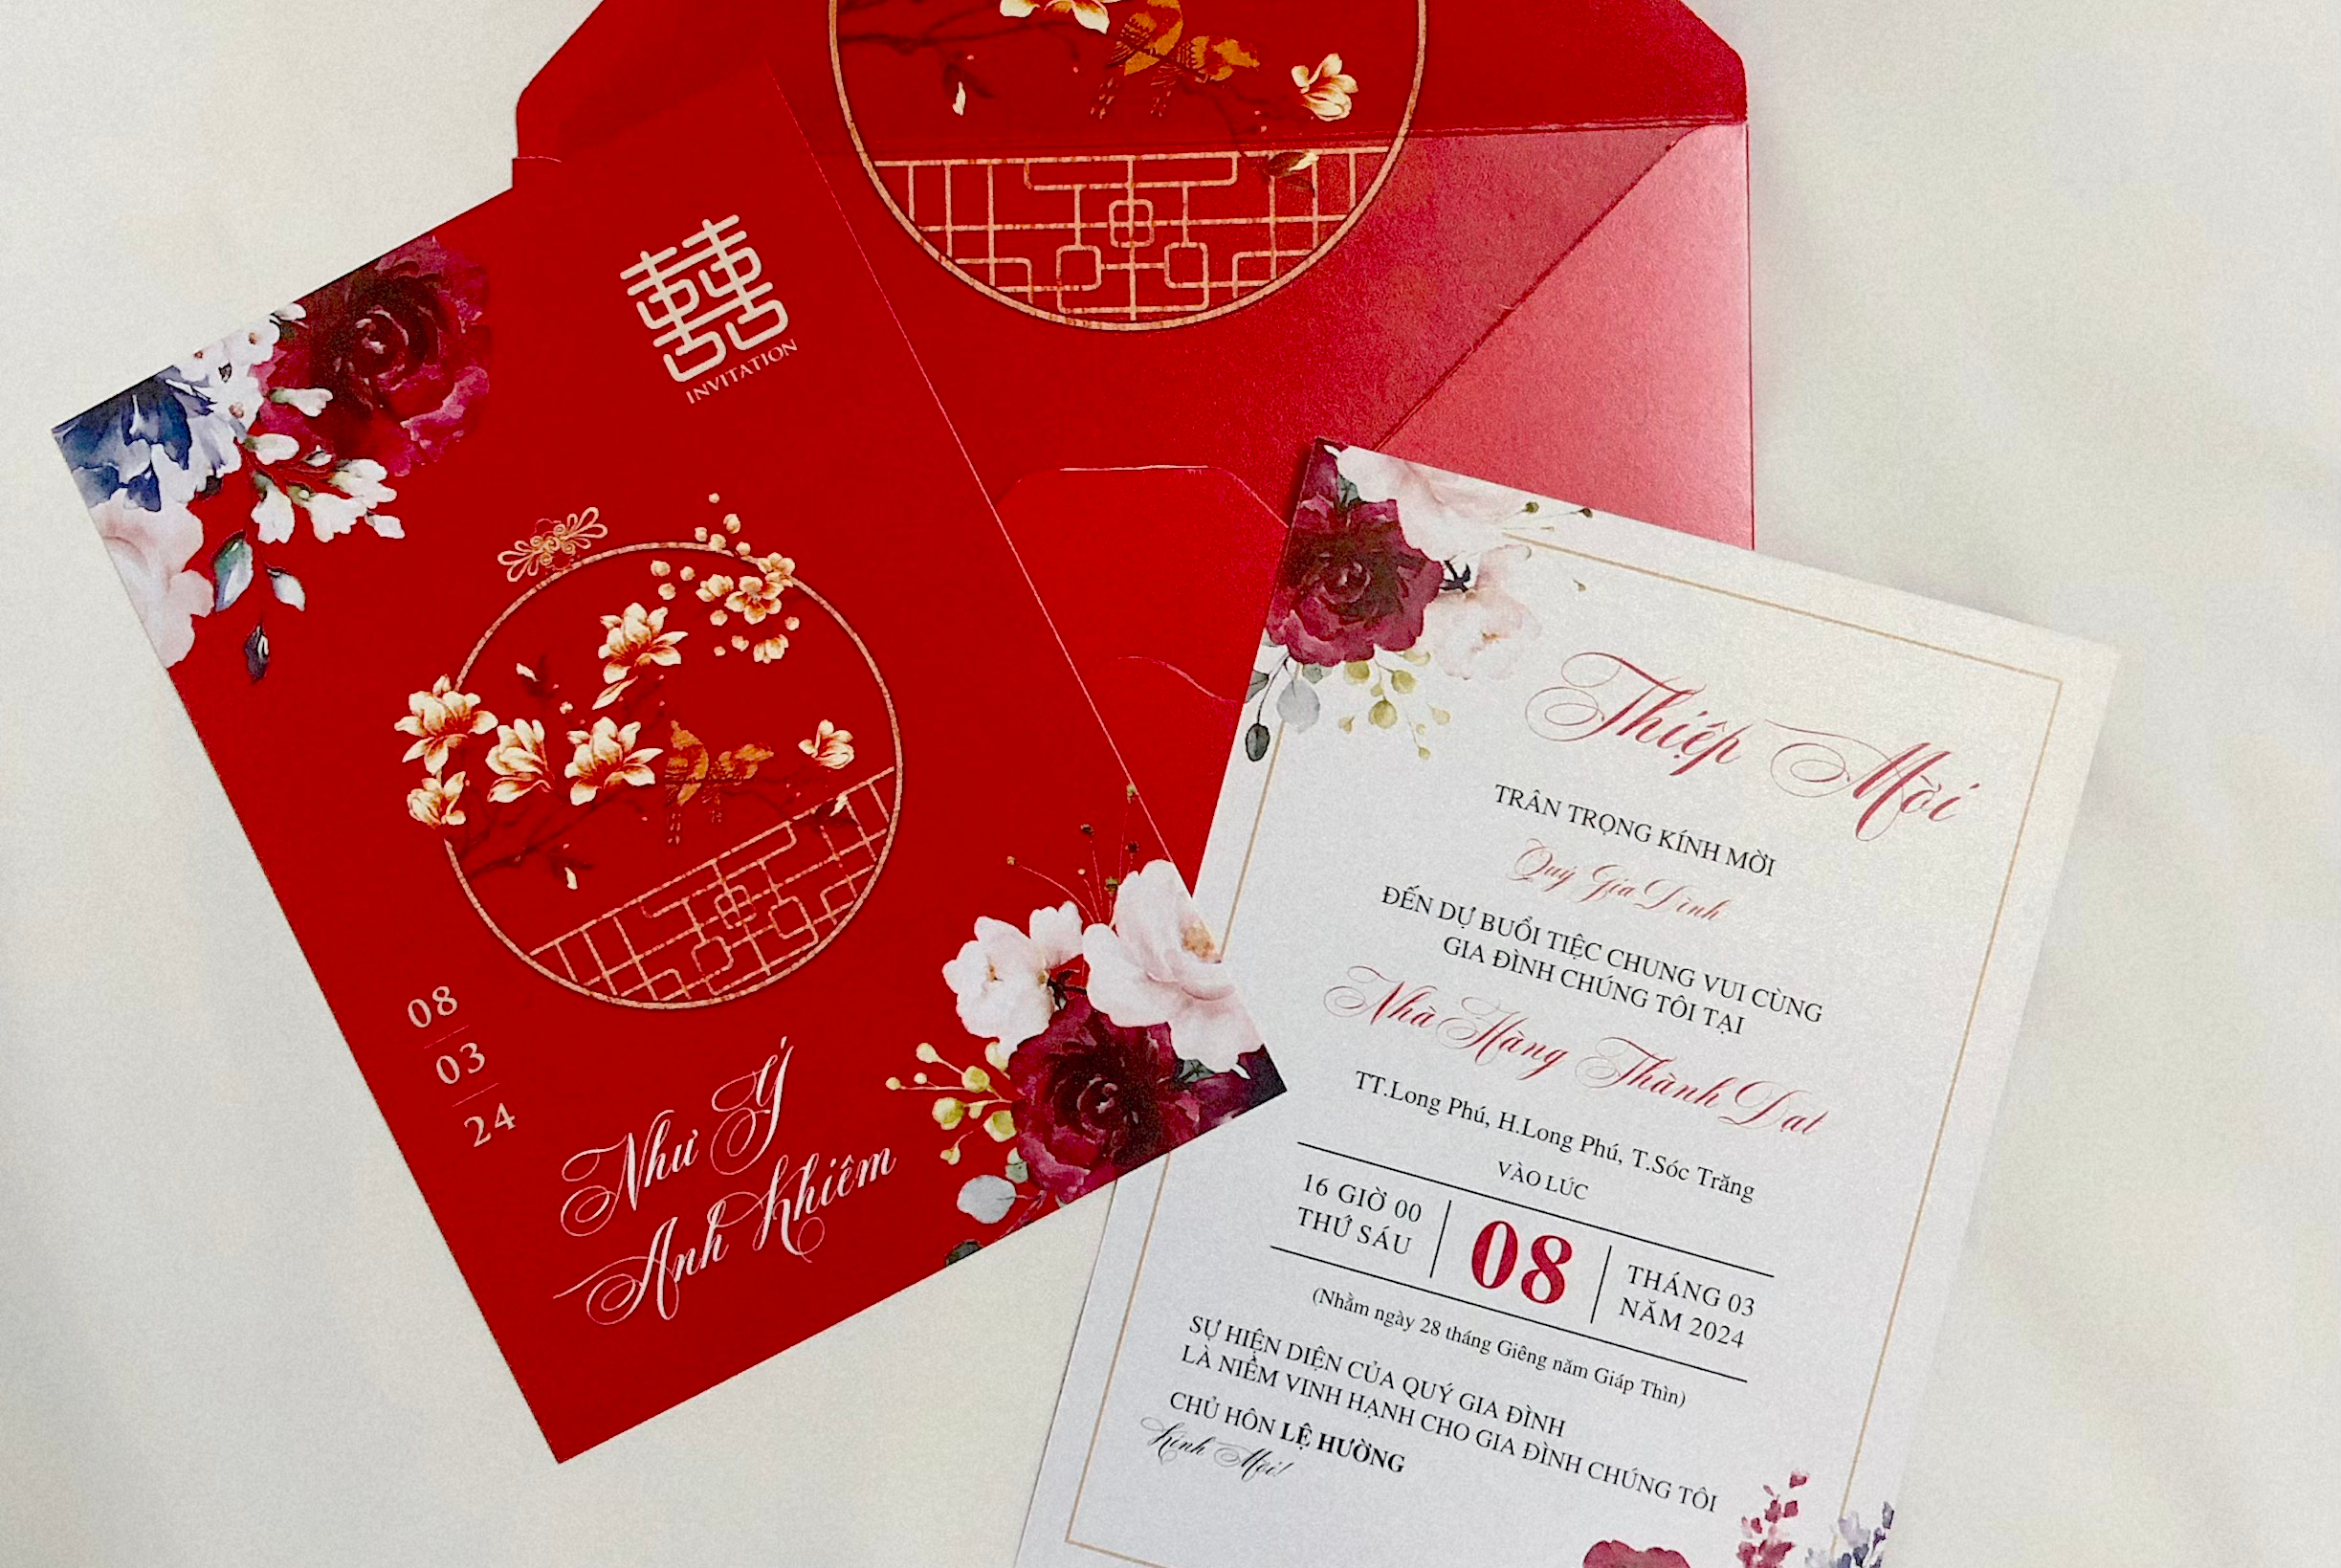 囍
INVITATION
08
03
24
Như Ý
Anh Khiêm
Thiệp Mời
TRÂN TRỌNG KÍNH MỜI
Quý Gia Đình
ĐẾN DỰ BUỔI TIỆC CHUNG VUI CÙNG
GIA ĐÌNH CHÚNG TÔI TẠI
Nhà Hàng Thành Đạt
TT.Long Phú, H.Long Phú, T.Sóc Trăng
VÀO LÚC
16 GIỜ 00
THỨ SÁU
08
THÁNG 03
NĂM 2024
(Nhằm ngày 28 tháng Giêng năm Giáp Thìn)
SỰ HIỆN DIỆN CỦA QUÝ GIA ĐÌNH
LÀ NIỀM VINH HẠNH CHO GIA ĐÌNH CHÚNG TÔI
CHỦ HÔN LỆ HƯỜNG
Kính Mời!